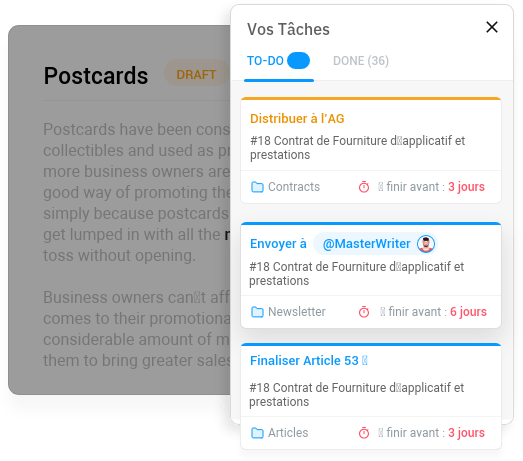 Vos Tâches
TO-DO
DONE (36)
Postcards
DRAFT
Postcards have been cons
collectibles and used as pr
more business owners are
good way of promoting the
simply because postcards
get lumped in with all the
toss without opening.
Business owners can▯t aff
comes to their promotiona
considerable amount of m
them to bring greater sales
Distribuer à l'AG
#18 Contrat de Fourniture d▯applicatif et
prestations
Contracts
▯ finir avant : 3 jours
Envoyer à @MasterWriter
#18 Contrat de Fourniture d▯applicatif et
prestations
Newsletter
▯ finir avant : 6 jours
Finaliser Article 53 ▯
#18 Contrat de Fourniture d▯applicatif et
prestations
Articles
▯ finir avant : 3 jours